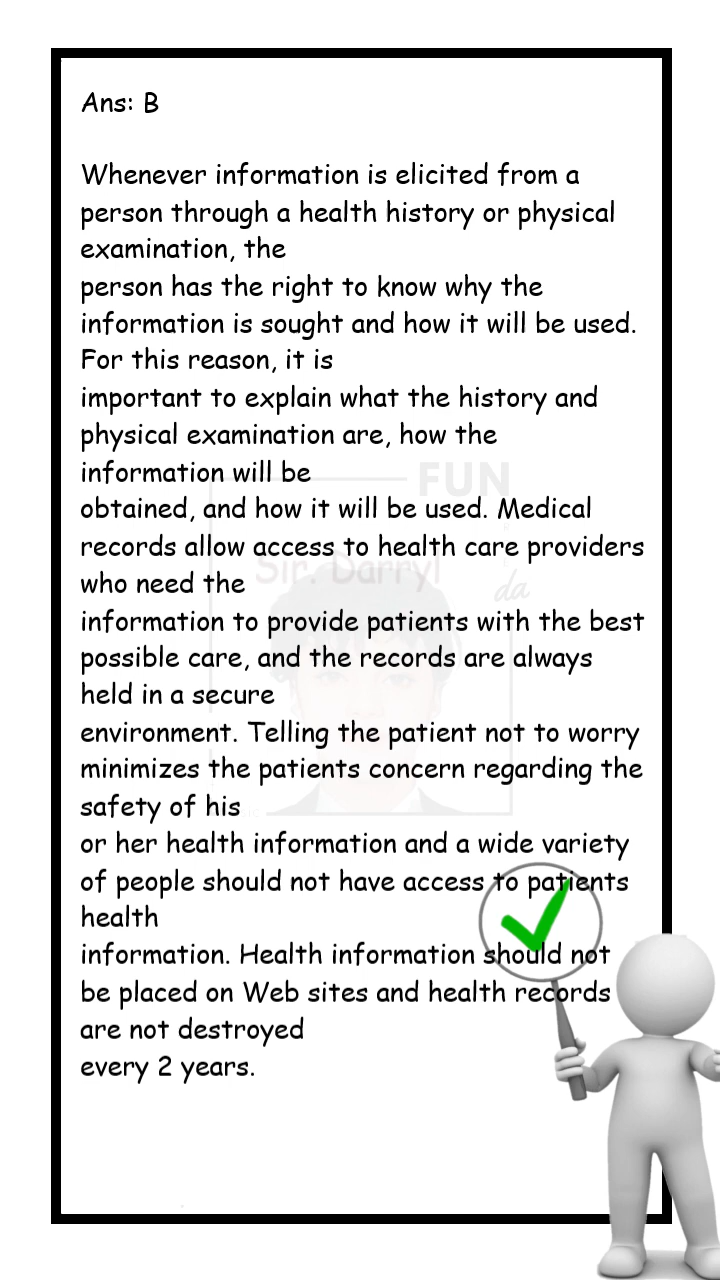 Ans: B
Whenever information is elicited from a
person through a health history or physical
examination, the
person has the right to know why the
information is sought and how it will be used.
For this reason, it is
important to explain what the history and
physical examination are, how the
information will be
obtained, and how it will be used. Medical
records allow access to health care providers
who need the
information to provide patients with the best
possible care, and the records are always
held in a secure
environment. Telling the patient not to worry
minimizes the patients concern regarding the
safety of his
or her health information and a wide variety
of people should not have access to patients
health
information. Health information should not
be placed on Web sites and health records
are not destroyed
every 2 years.
FUN
Sir. Darryl
da